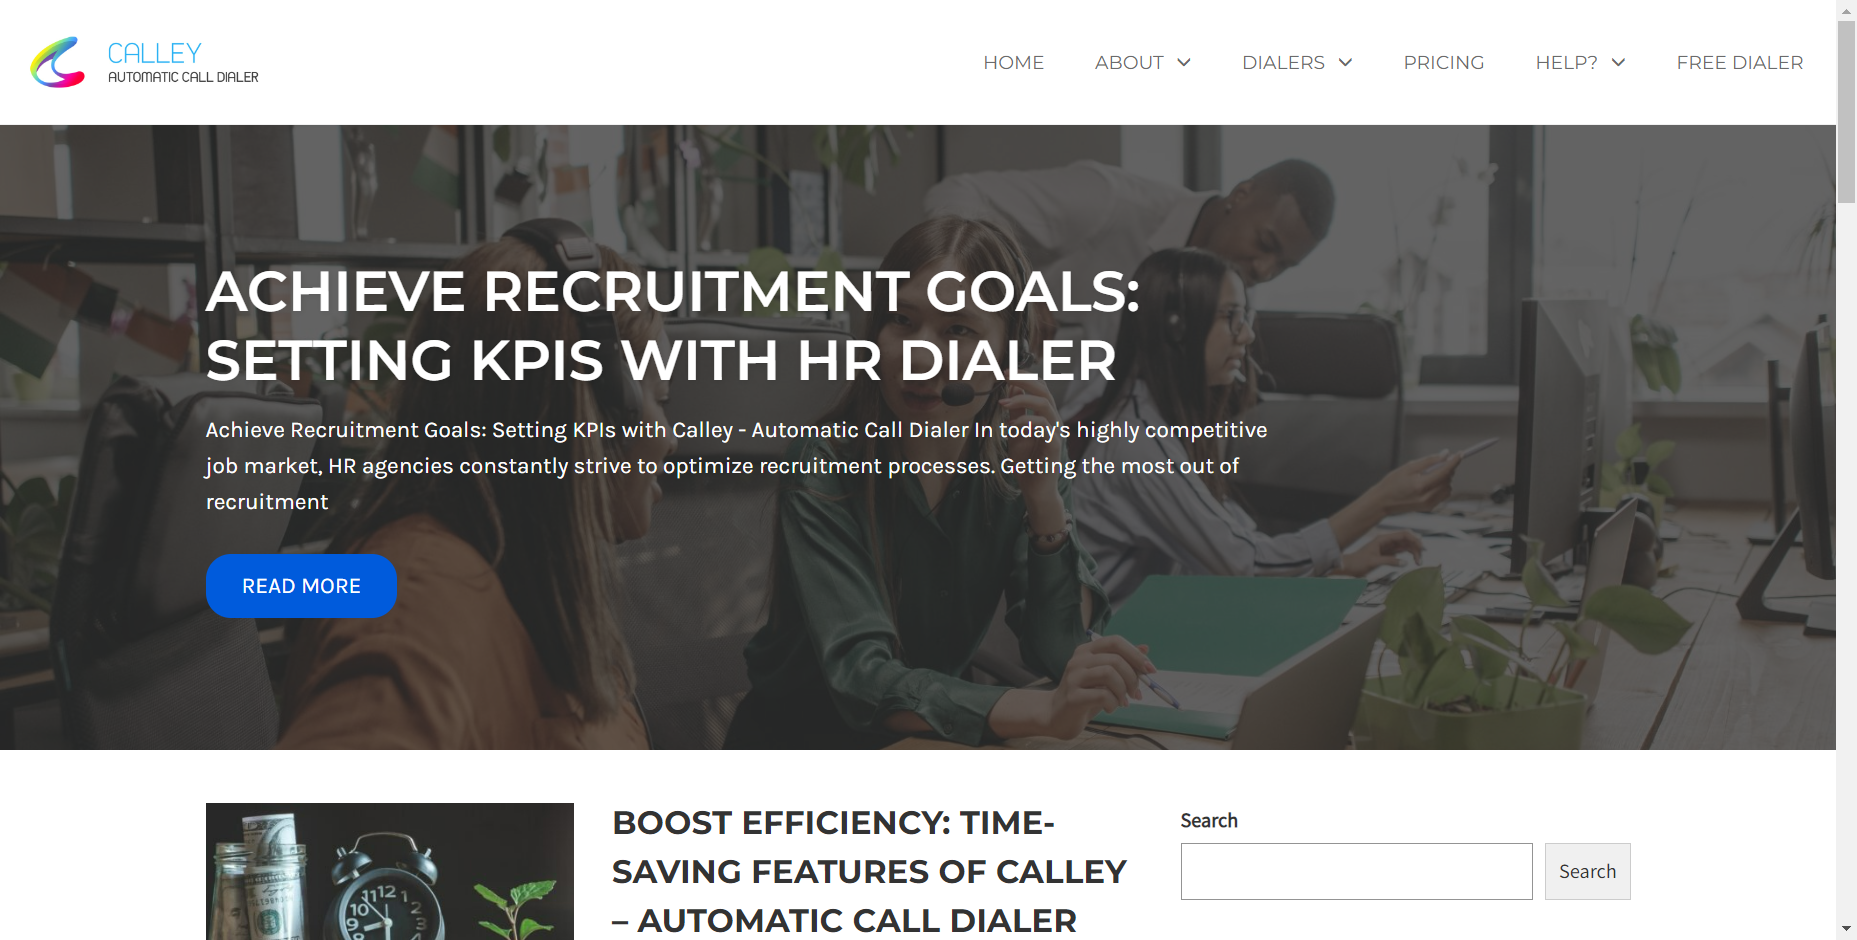 CALLEY
AUTOMATIC CALL DIALER
HOME
ABOUT
DIALERS
PRICING
HELP?
FREE DIALER
ACHIEVE RECRUITMENT GOALS:
SETTING KPIS WITH HR DIALER
Achieve Recruitment Goals: Setting KPIs with Calley - Automatic Call Dialer In today's highly competitive
job market, HR agencies constantly strive to optimize recruitment processes. Getting the most out of
recruitment
READ MORE
BOOST EFFICIENCY: TIME-
SAVING FEATURES OF CALLEY
– AUTOMATIC CALL DIALER
Search
Search